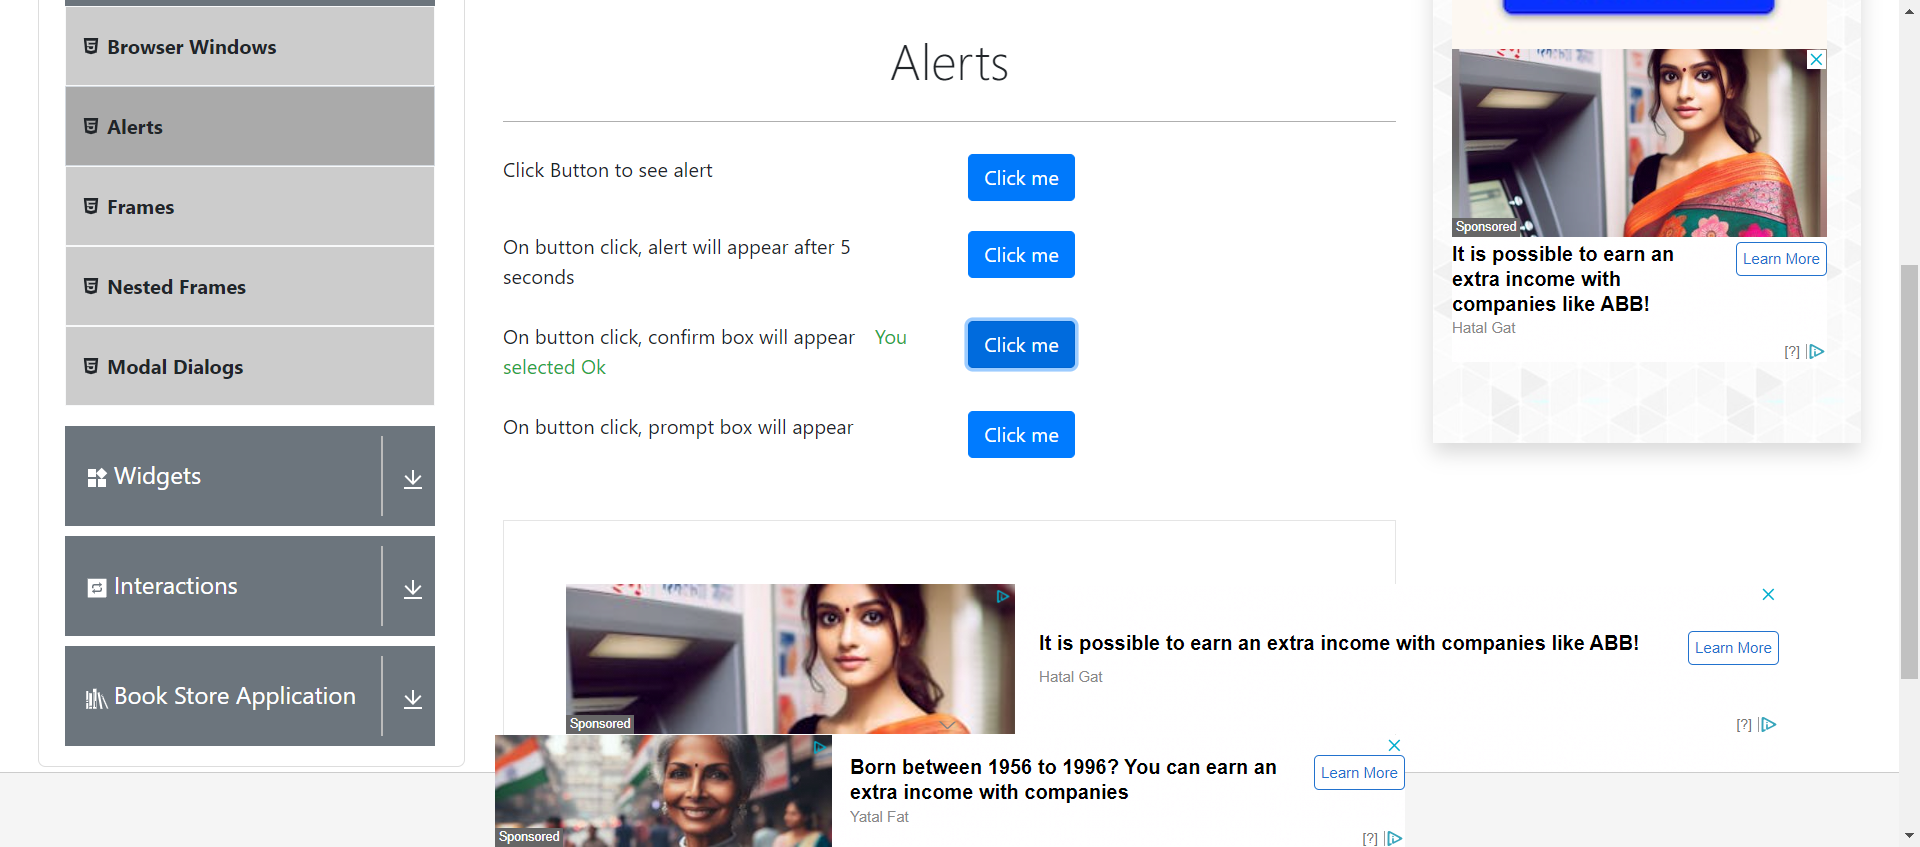 Browser Windows
Alerts
Frames
Nested Frames
Modal Dialogs
Widgets
Interactions
Book Store Application
Alerts
Click Button to see alert
Click me
On button click, alert will appear after 5
seconds
Click me
On button click, confirm box will appear You
selected Ok
Click me
On button click, prompt box will appear
Click me
Sponsored
It is possible to earn an
extra income with
companies like ABB!
Learn More
Hatal Gat
[?]
Sponsored
It is possible to earn an extra income with companies like ABB!
Hatal Gat
Learn More
[?]
Sponsored
Born between 1956 to 1996? You can earn an
extra income with companies
Yatal Fat
Learn More
[?]